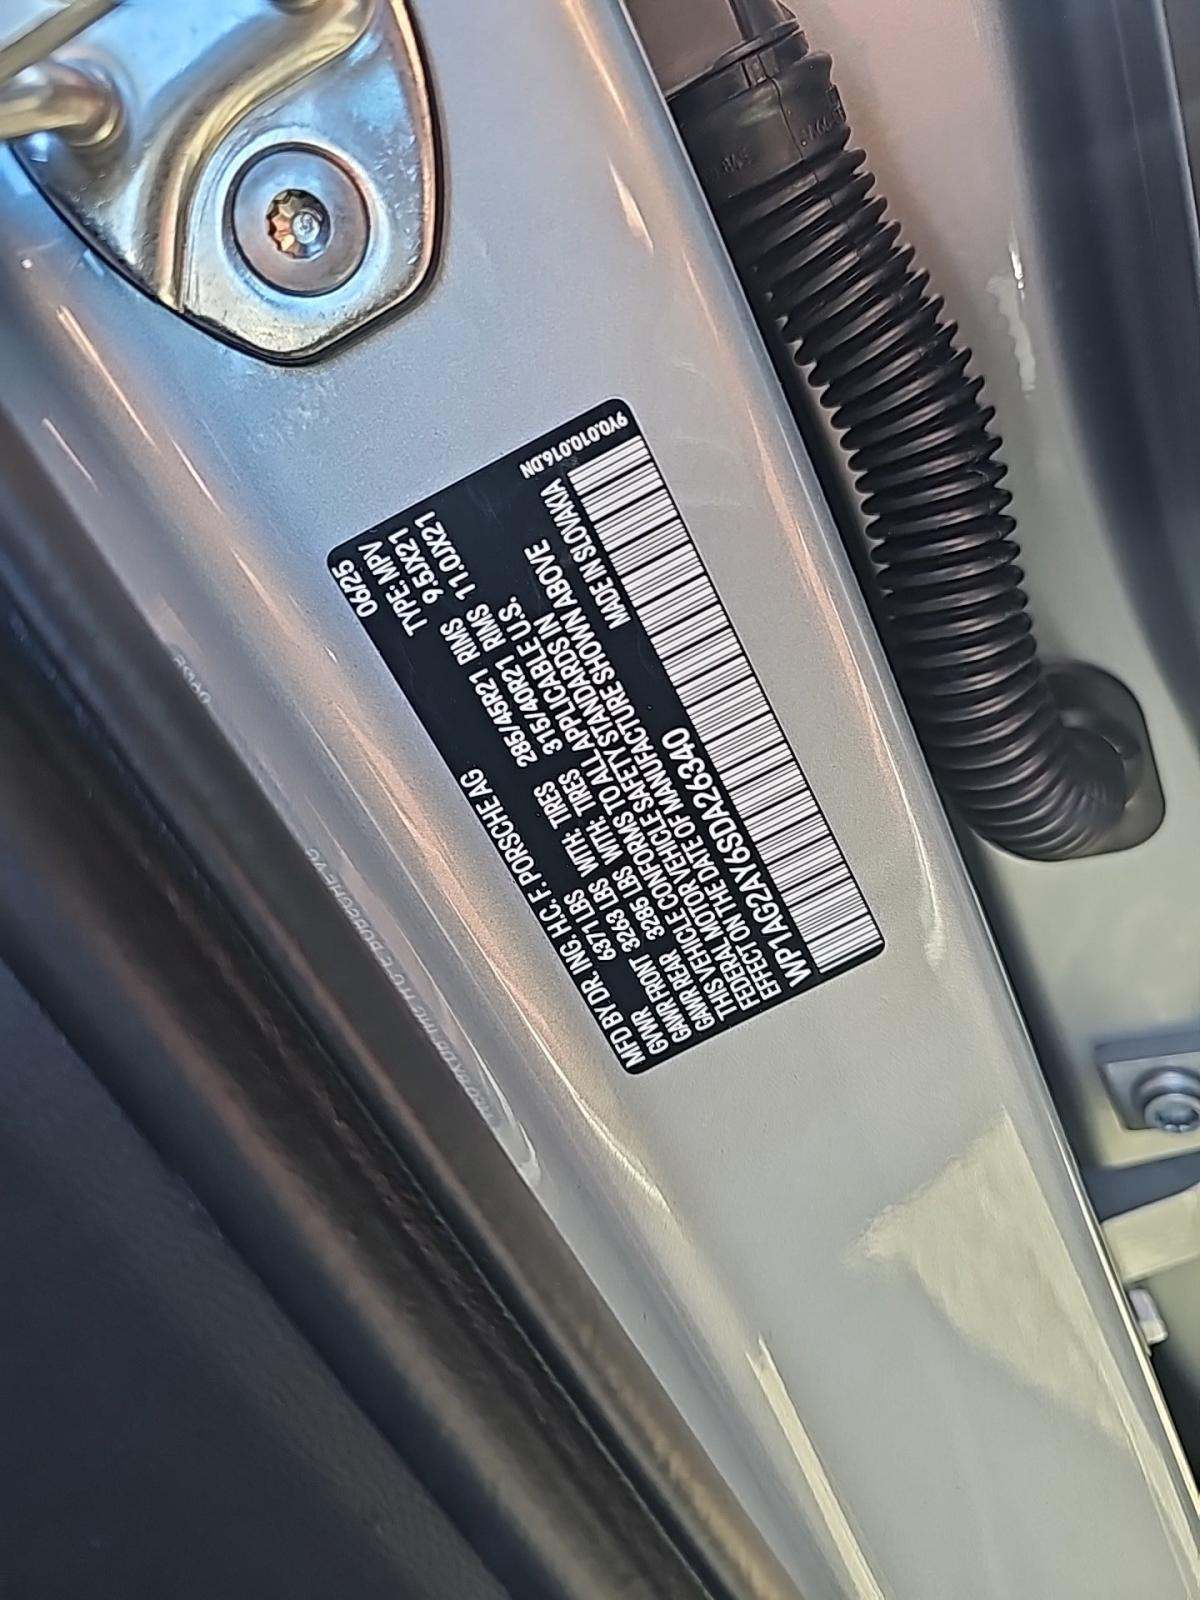 MFD BY DR. ING. H.C. F. PORSCHE AG 06/25
GVWR 6371 LBS TYPE: MPV
GAWR FRONT 3263 LBS WITH: TIRES 285/45R21 RIMS 9.5JX21
GAWR REAR 3285 LBS WITH: TIRES 315/40R21 RIMS 11.0JX21
THIS VEHICLE CONFORMS TO ALL APPLICABLE U.S.
FEDERAL MOTOR VEHICLE SAFETY STANDARDS IN
EFFECT ON THE DATE OF MANUFACTURE SHOWN ABOVE
WP1AG2AY6SDA26340 MADE IN SLOVAKIA
9Y0.010.016.DN